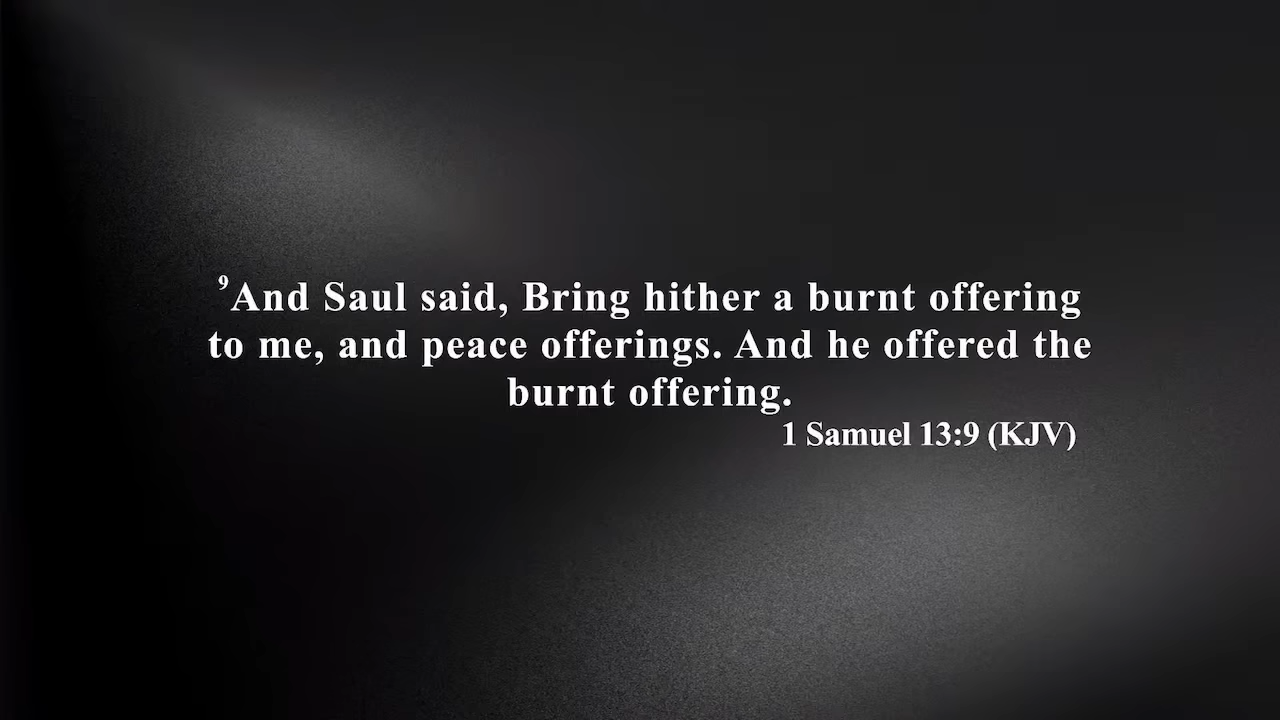 ⁹And Saul said, Bring hither a burnt offering
to me, and peace offerings. And he offered the
burnt offering.
1 Samuel 13:9 (KJV)